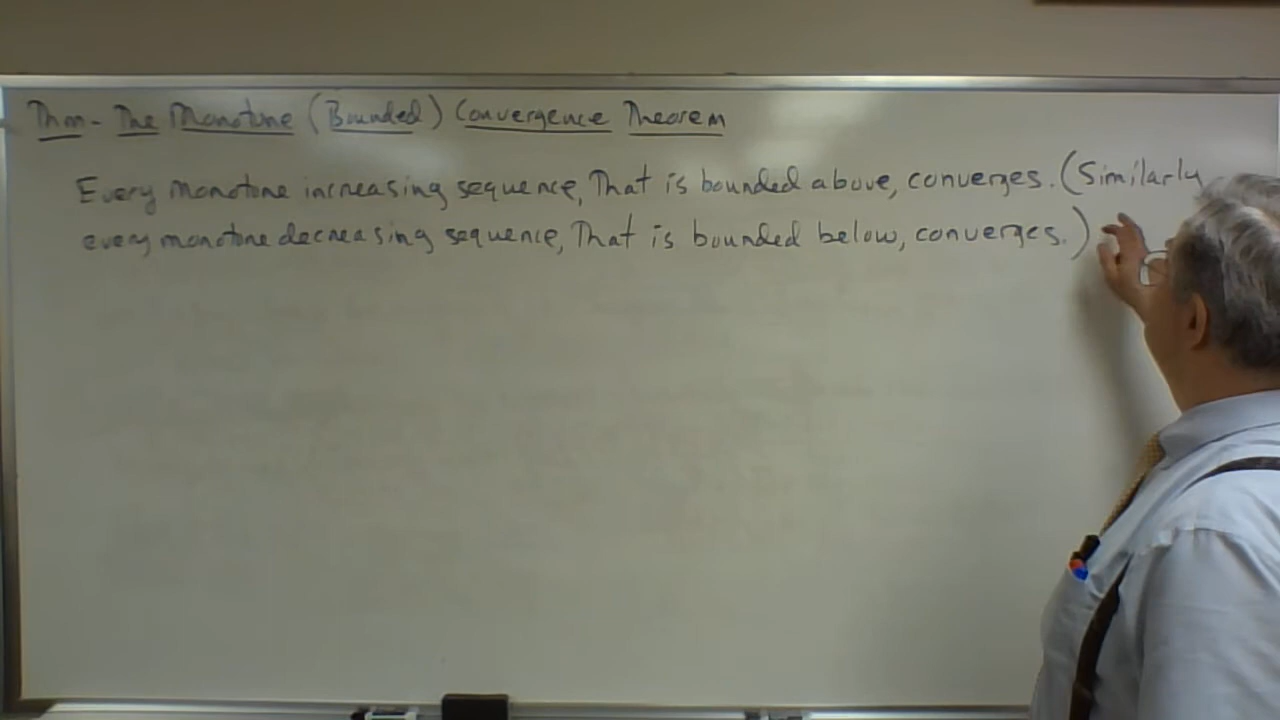 Thm - The Monotone (Bounded) Convergence Theorem
Every monotone increasing sequence, That is bounded above, converges. (Similarly
every monotone decreasing sequence, That is bounded below, converges.)